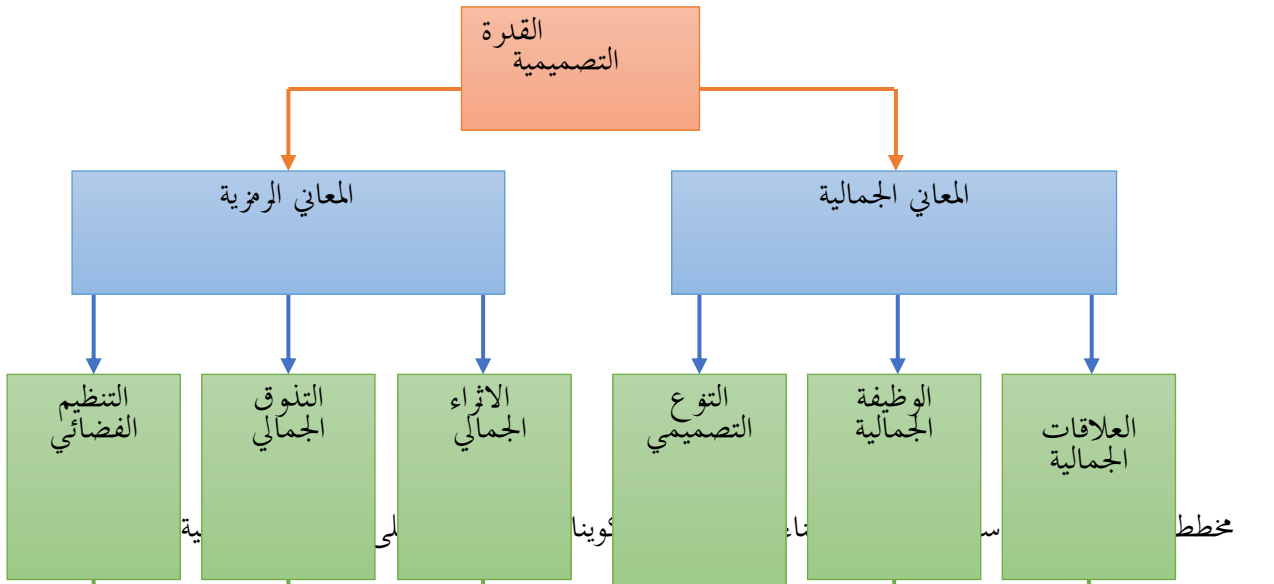 القدرة
التصميمية
المعاني الجمالية
المعاني الرمزية
العلاقات
الجمالية
الوظيفة
الجمالية
التنوع
التصميمي
الاثراء
الجمالي
التذوق
الجمالي
التنظيم
الفضائي
مخطط